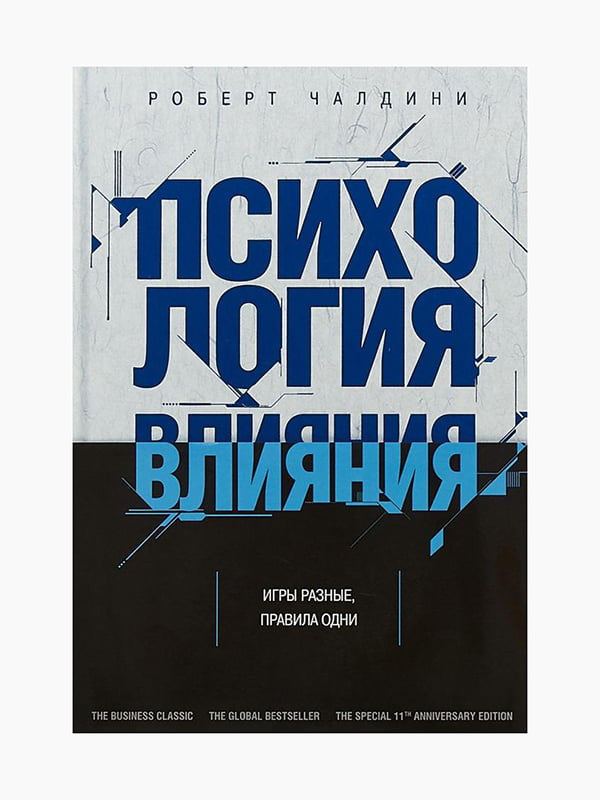 РОБЕРТ ЧАЛДИНИ
ПСИХО
ЛОГИЯ
ВЛИЯНИЯ
ВЛИЯНИЯ
ИГРЫ РАЗНЫЕ,
ПРАВИЛА ОДНИ
THE BUSINESS CLASSIC THE GLOBAL BESTSELLER THE SPECIAL 11TH ANNIVERSARY EDITION